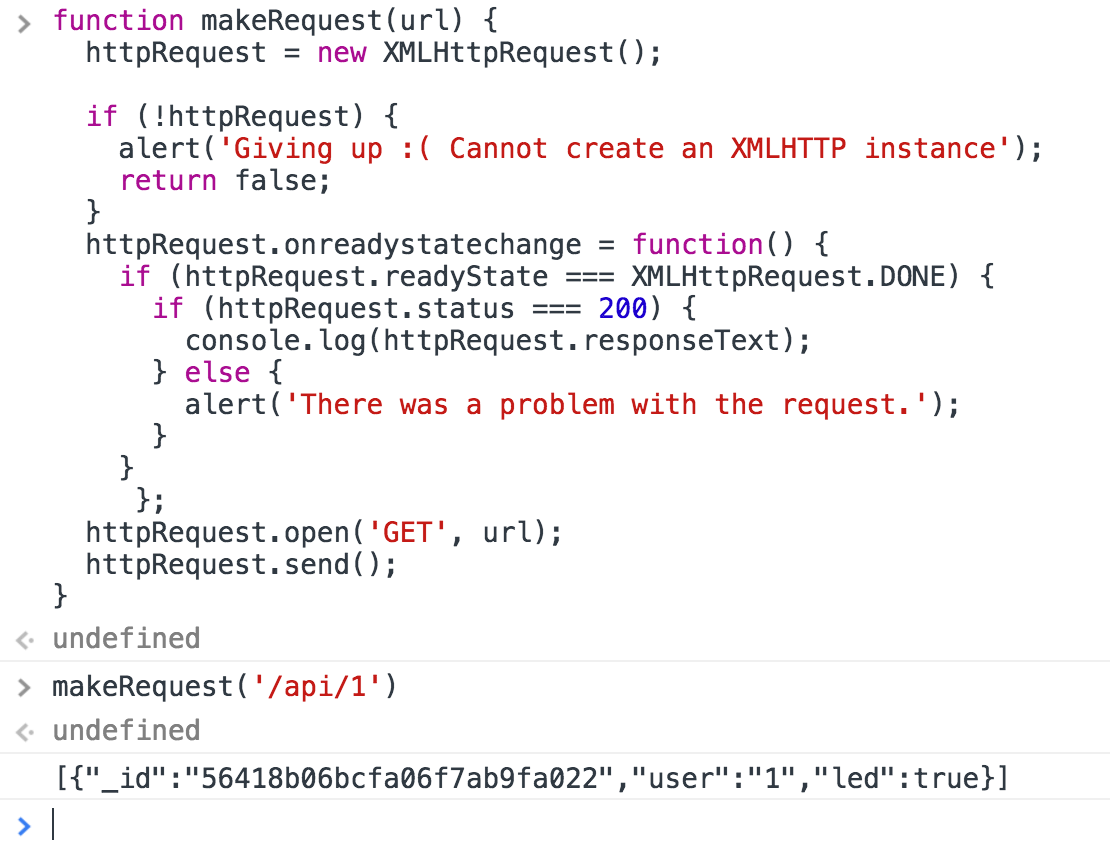 > function makeRequest(url) {
httpRequest = new XMLHttpRequest();
if (!httpRequest) {
alert('Giving up :( Cannot create an XMLHTTP instance');
return false;
}
httpRequest.onreadystatechange = function() {
if (httpRequest.readyState === XMLHttpRequest.DONE) {
if (httpRequest.status === 200) {
console.log(httpRequest.responseText);
} else {
alert('There was a problem with the request.');
}
}
};
httpRequest.open('GET', url);
httpRequest.send();
}
undefined
> makeRequest('/api/1')
undefined
[{"_id":"56418b06bcfa06f7ab9fa022","user":"1","led":true}]
>